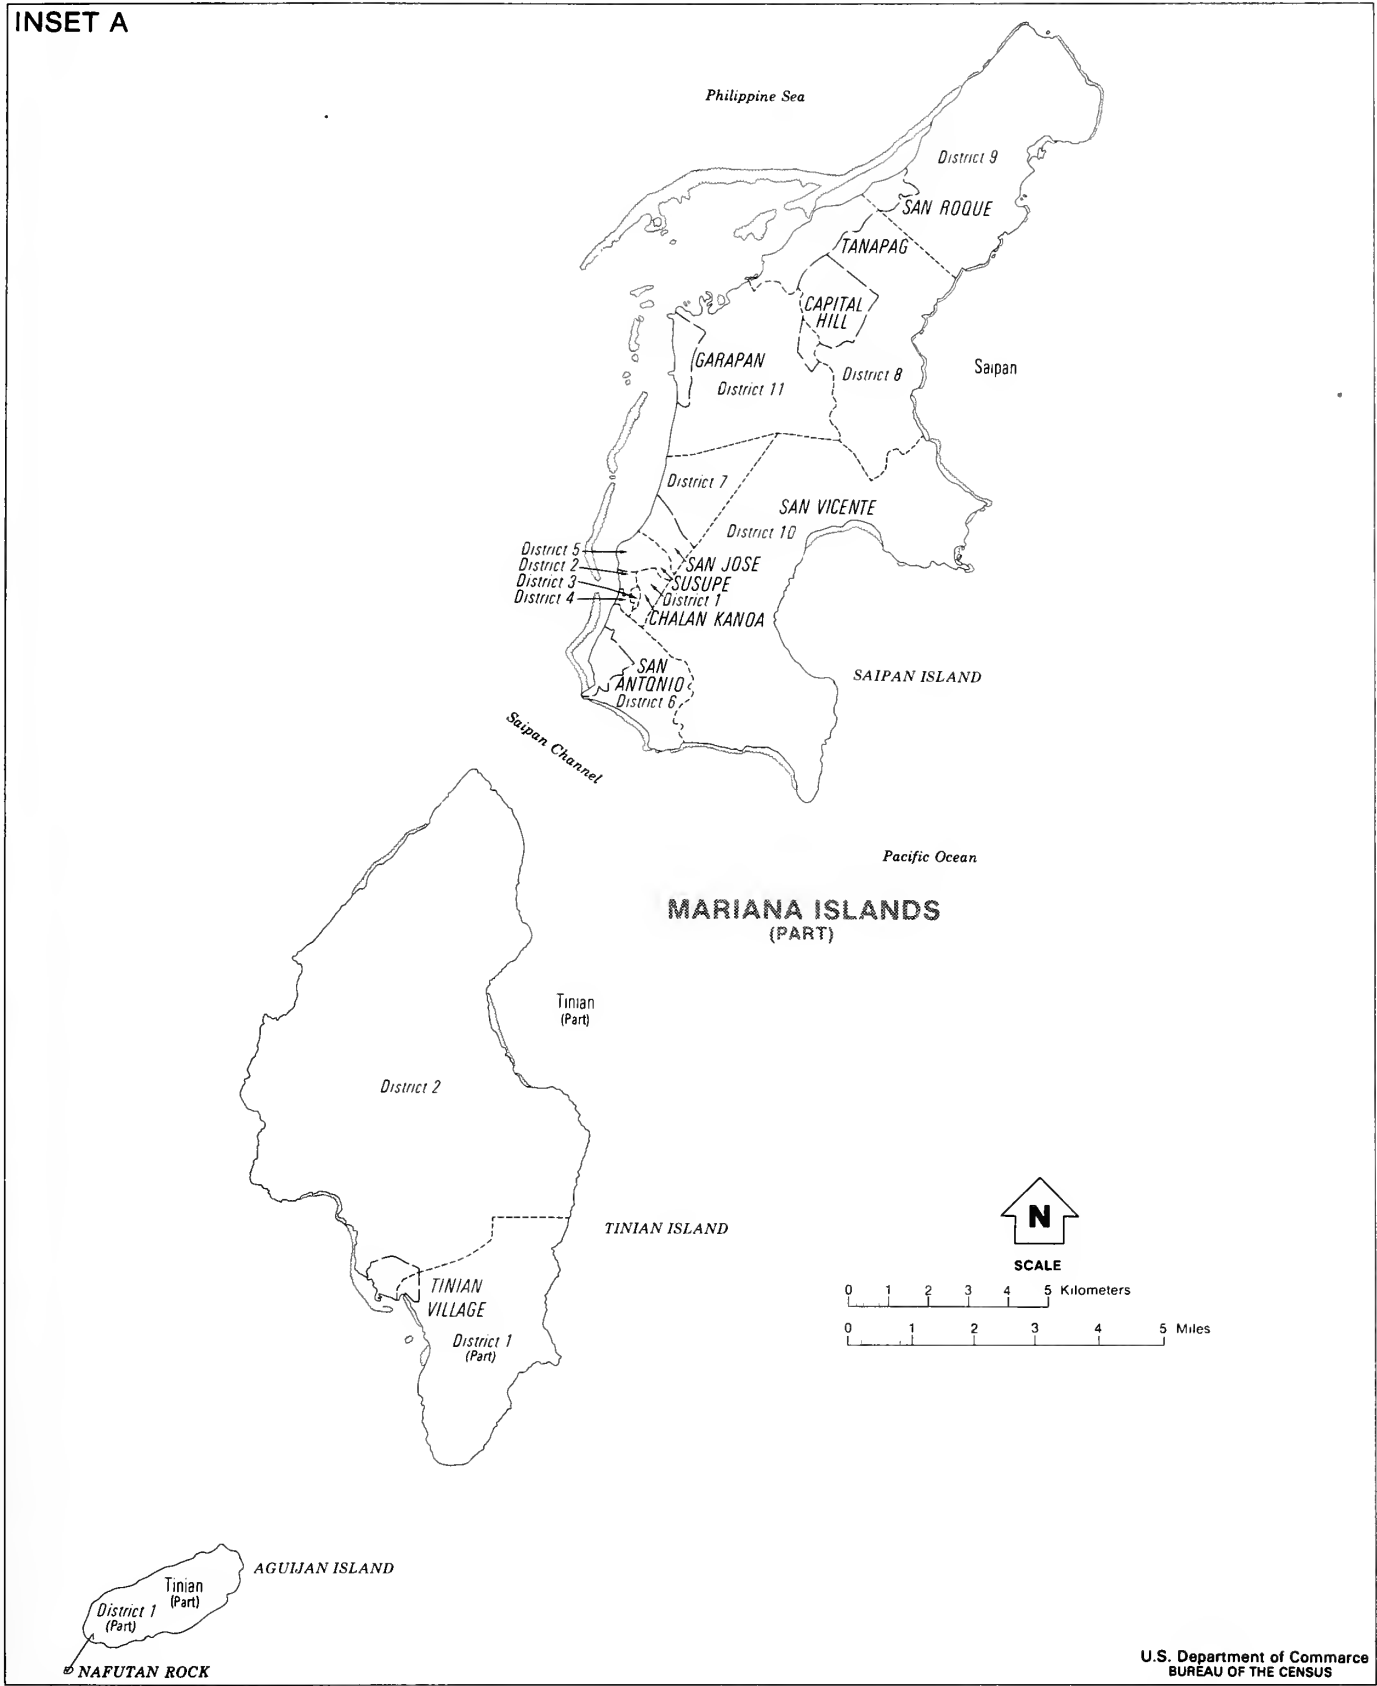 INSET A
Philippine Sea
District 9
SAN ROQUE
TANAPAG
CAPITAL
HILL
GARAPAN
District 11
District 8
Saipan
District 7
SAN VICENTE
District 10
District 5
District 2
District 3
District 4
SAN JOSE
SUSUPE
District 1
CHALAN KANOA
SAN
ANTONIO
District 6
SAIPAN ISLAND
Saipan Channel
Pacific Ocean
MARIANA ISLANDS
(PART)
Tinian
(Part)
District 2
TINIAN ISLAND
TINIAN
VILLAGE
District 1
(Part)
N
SCALE
0 1 2 3 4 5 Kilometers
0 1 2 3 4 5 Miles
AGUIJAN ISLAND
Tinian
(Part)
District 1
(Part)
NAFUTAN ROCK
U.S. Department of Commerce
BUREAU OF THE CENSUS